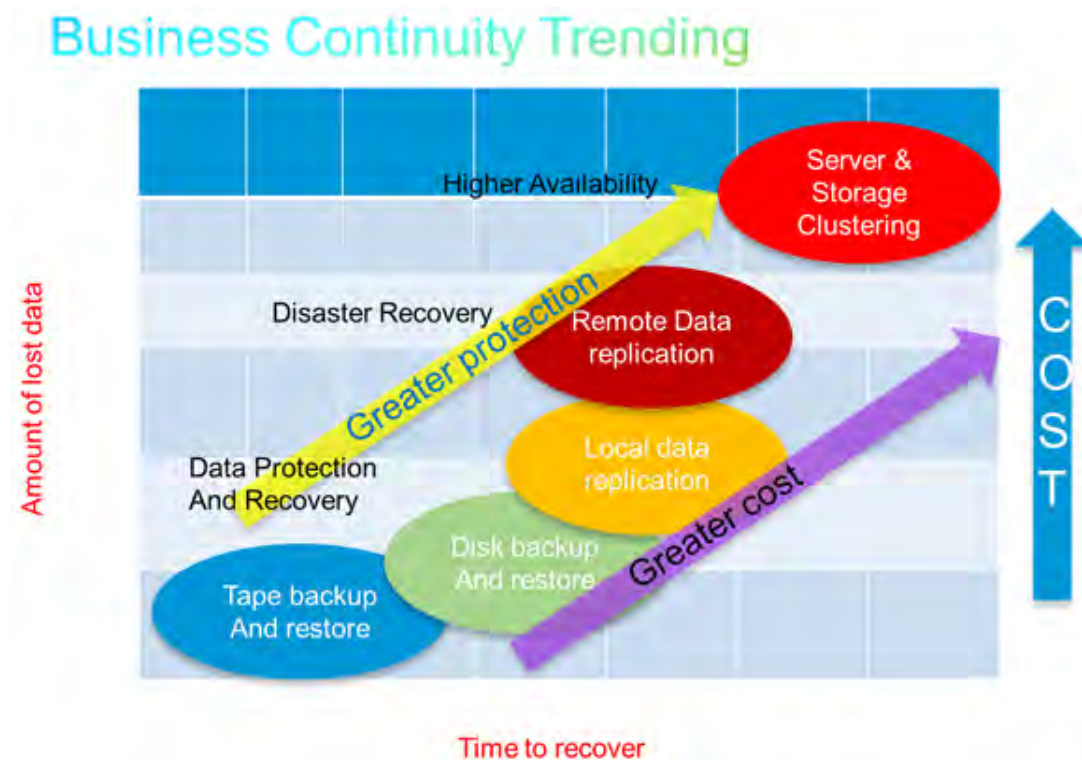 Business Continuity Trending
Server &
Storage
Clustering
Higher Availability
Disaster Recovery
Greater protection
Remote Data
replication
Amount of lost data
COST
Data Protection
And Recovery
Local data
replication
Greater cost
Disk backup
And restore
Tape backup
And restore
Time to recover